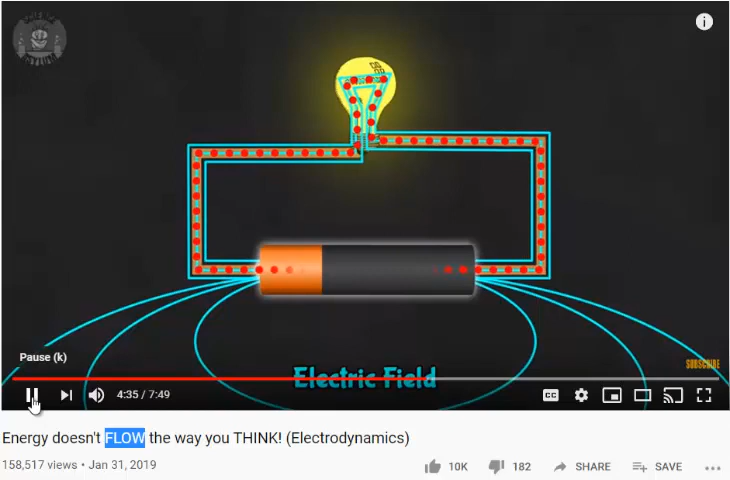 Pause (k)
SUBSCRIBE
Electric Field
4:35 / 7:49
CC
Energy doesn't FLOW the way you THINK! (Electrodynamics)
158,517 views • Jan 31, 2019
10K
182
SHARE
SAVE